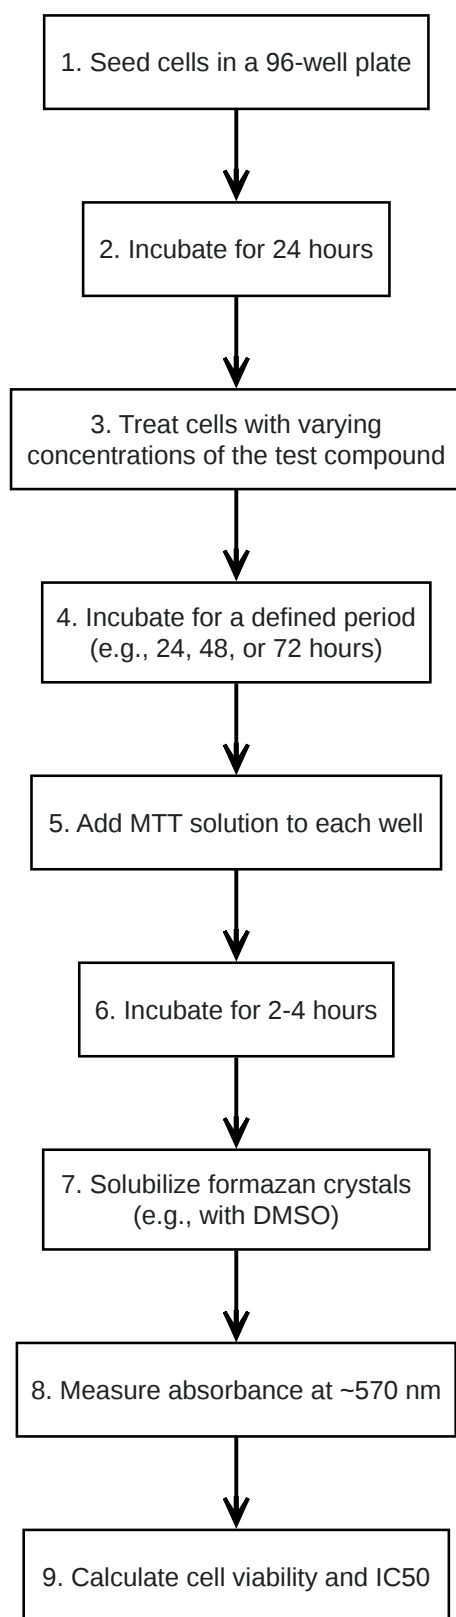 1. Seed cells in a 96-well plate
2. Incubate for 24 hours
3. Treat cells with varying
concentrations of the test compound
4. Incubate for a defined period
(e.g., 24, 48, or 72 hours)
5. Add MTT solution to each well
6. Incubate for 2-4 hours
7. Solubilize formazan crystals
(e.g., with DMSO)
8. Measure absorbance at ~570 nm
9. Calculate cell viability and IC50